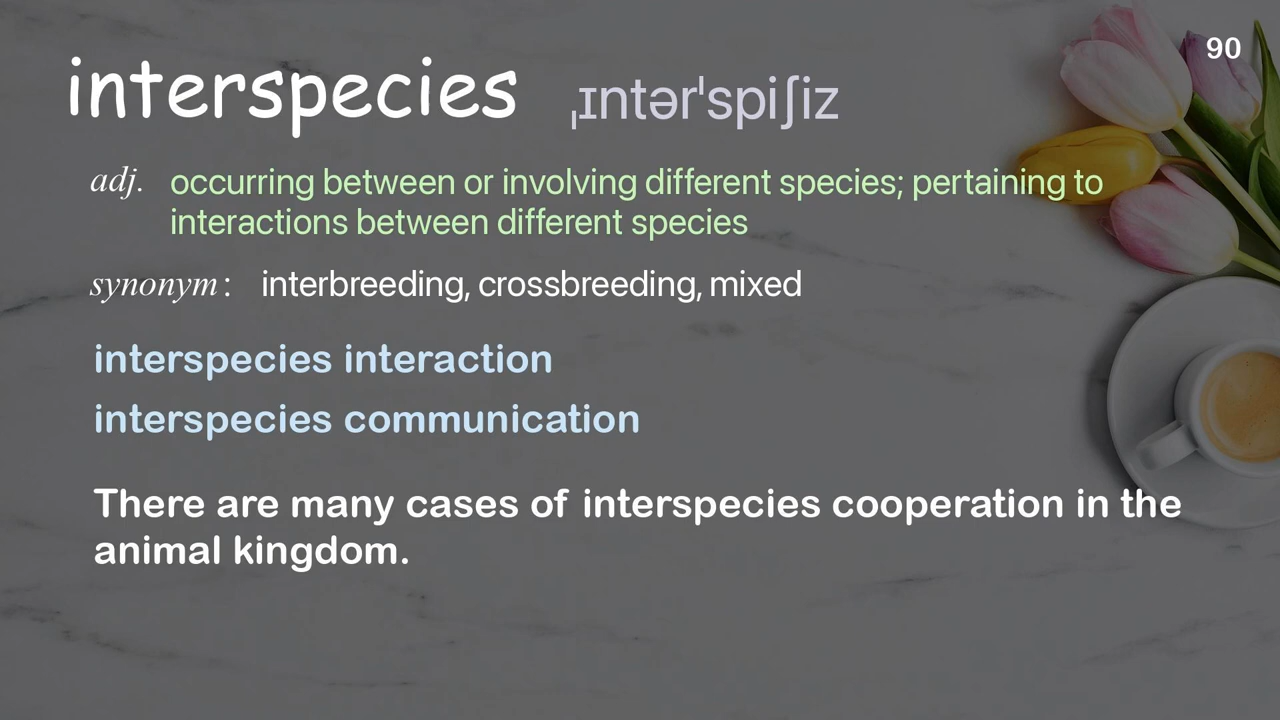 90
interspecies ˌɪntərˈspiʃiz
adj. occurring between or involving different species; pertaining to
interactions between different species
synonym : interbreeding, crossbreeding, mixed
interspecies interaction
interspecies communication
There are many cases of interspecies cooperation in the
animal kingdom.